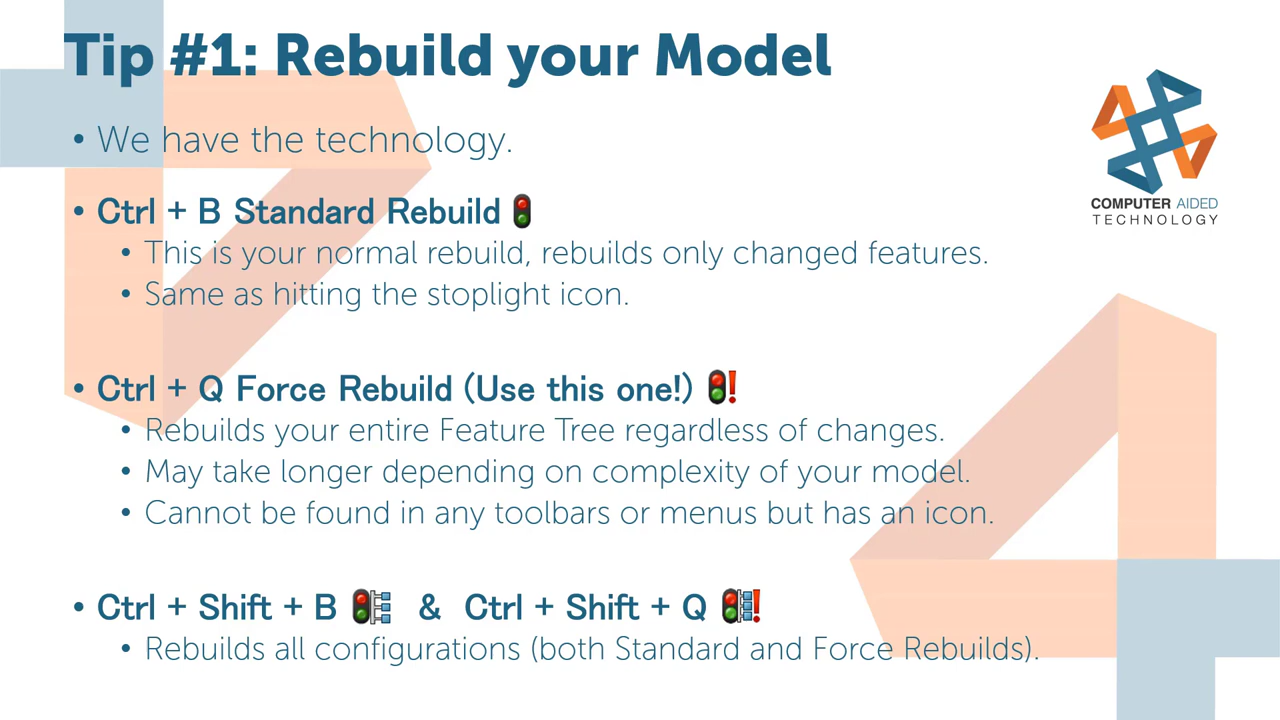 Tip #1: Rebuild your Model
• We have the technology.
COMPUTER AIDED
TECHNOLOGY
• Ctrl + B Standard Rebuild
• This is your normal rebuild, rebuilds only changed features.
• Same as hitting the stoplight icon.
• Ctrl + Q Force Rebuild (Use this one!)
• Rebuilds your entire Feature Tree regardless of changes.
• May take longer depending on complexity of your model.
• Cannot be found in any toolbars or menus but has an icon.
• Ctrl + Shift + B & Ctrl + Shift + Q
• Rebuilds all configurations (both Standard and Force Rebuilds).